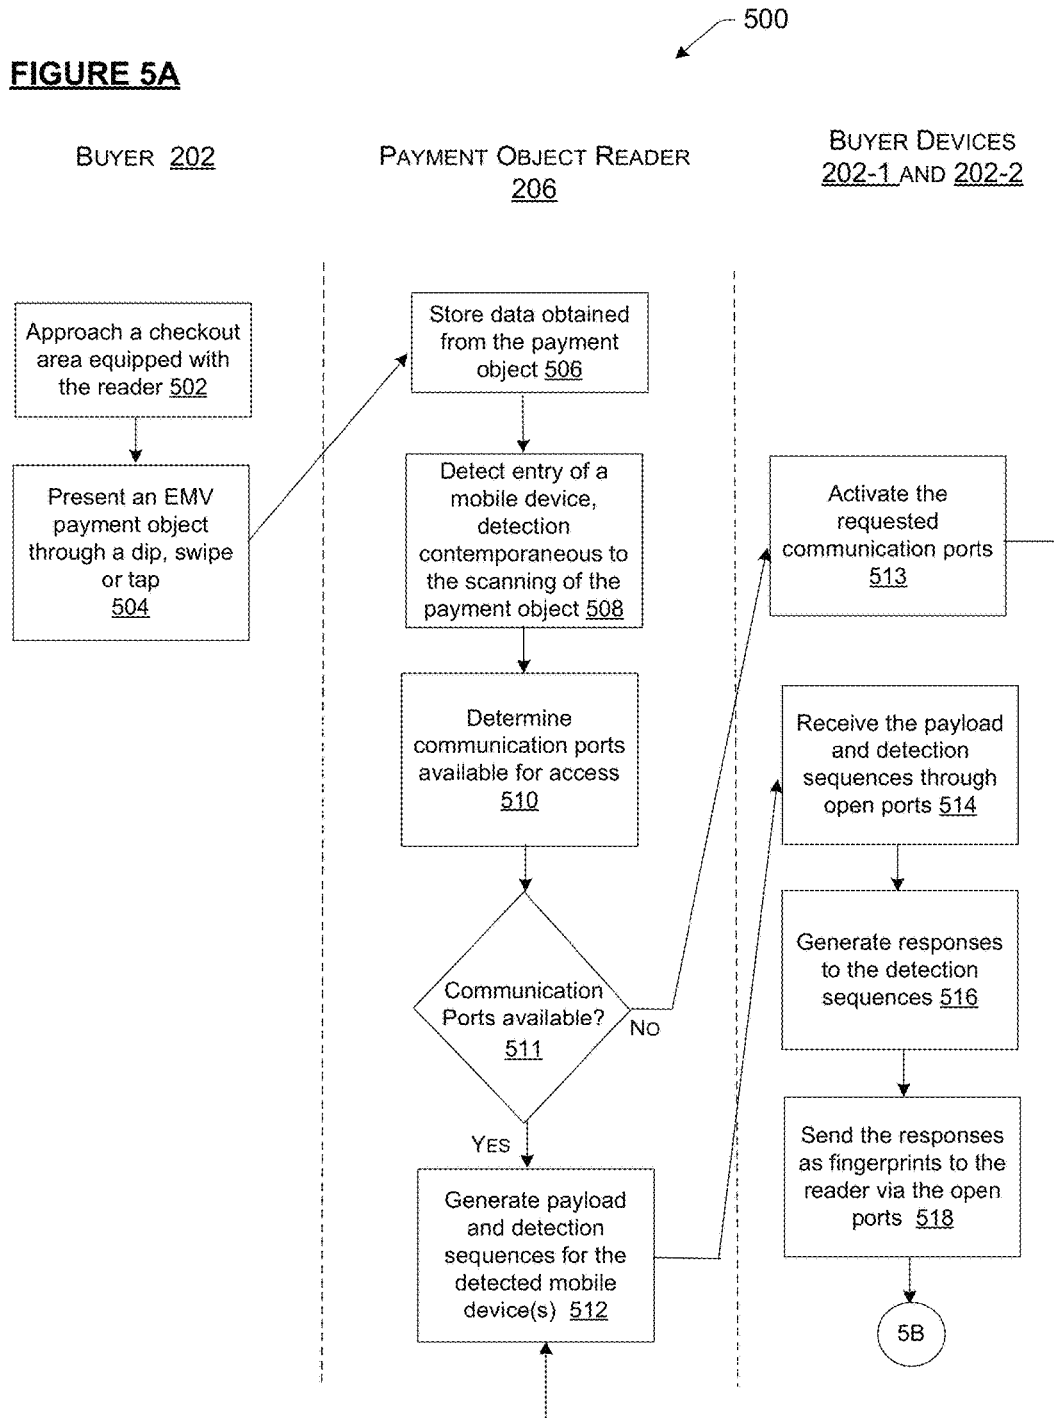 500
FIGURE 5A
BUYER 202
PAYMENT OBJECT READER
206
BUYER DEVICES
202-1 AND 202-2
Approach a checkout
area equipped with
the reader 502
Present an EMV
payment object
through a dip, swipe
or tap
504
Store data obtained
from the payment
object 506
Detect entry of a
mobile device,
detection
contemporaneous to
the scanning of the
payment object 508
Determine
communication ports
available for access
510
Communication
Ports available?
511
NO
YES
Generate payload
and detection
sequences for the
detected mobile
device(s) 512
Activate the
requested
communication ports
513
Receive the payload
and detection
sequences through
open ports 514
Generate responses
to the detection
sequences 516
Send the responses
as fingerprints to the
reader via the open
ports 518
5B